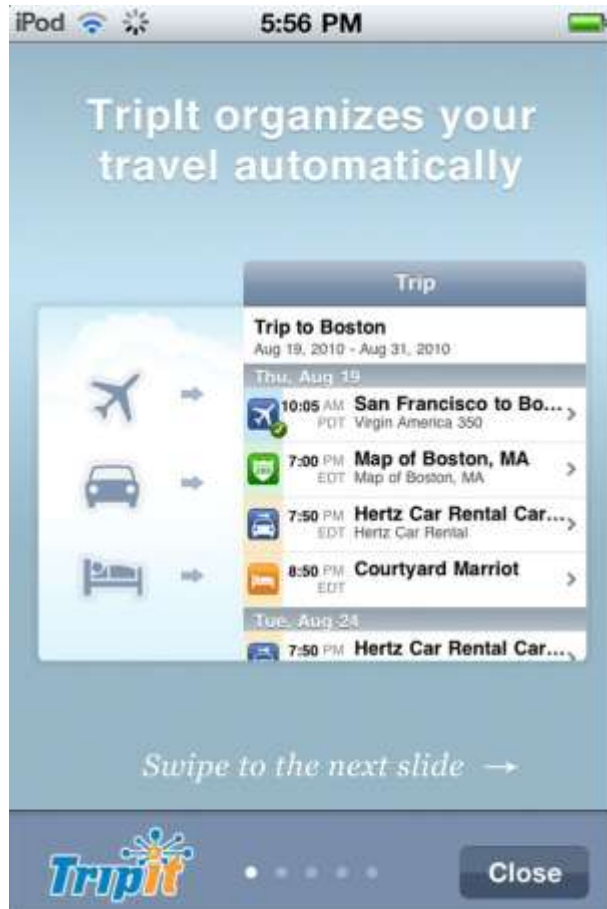 iPod 5:56 PM
TripIt organizes your
travel automatically
Trip
Trip to Boston
Aug 19, 2010 - Aug 31, 2010
Thu, Aug 19
10:05 AM San Francisco to Bo...
PDT Virgin America 350
7:00 PM Map of Boston, MA
EDT Map of Boston, MA
7:50 PM Hertz Car Rental Car...
EDT Hertz Car Rental
8:50 PM Courtyard Marriot
EDT
Tue, Aug 24
7:50 PM Hertz Car Rental Car...
Swipe to the next slide →
TripIt
Close